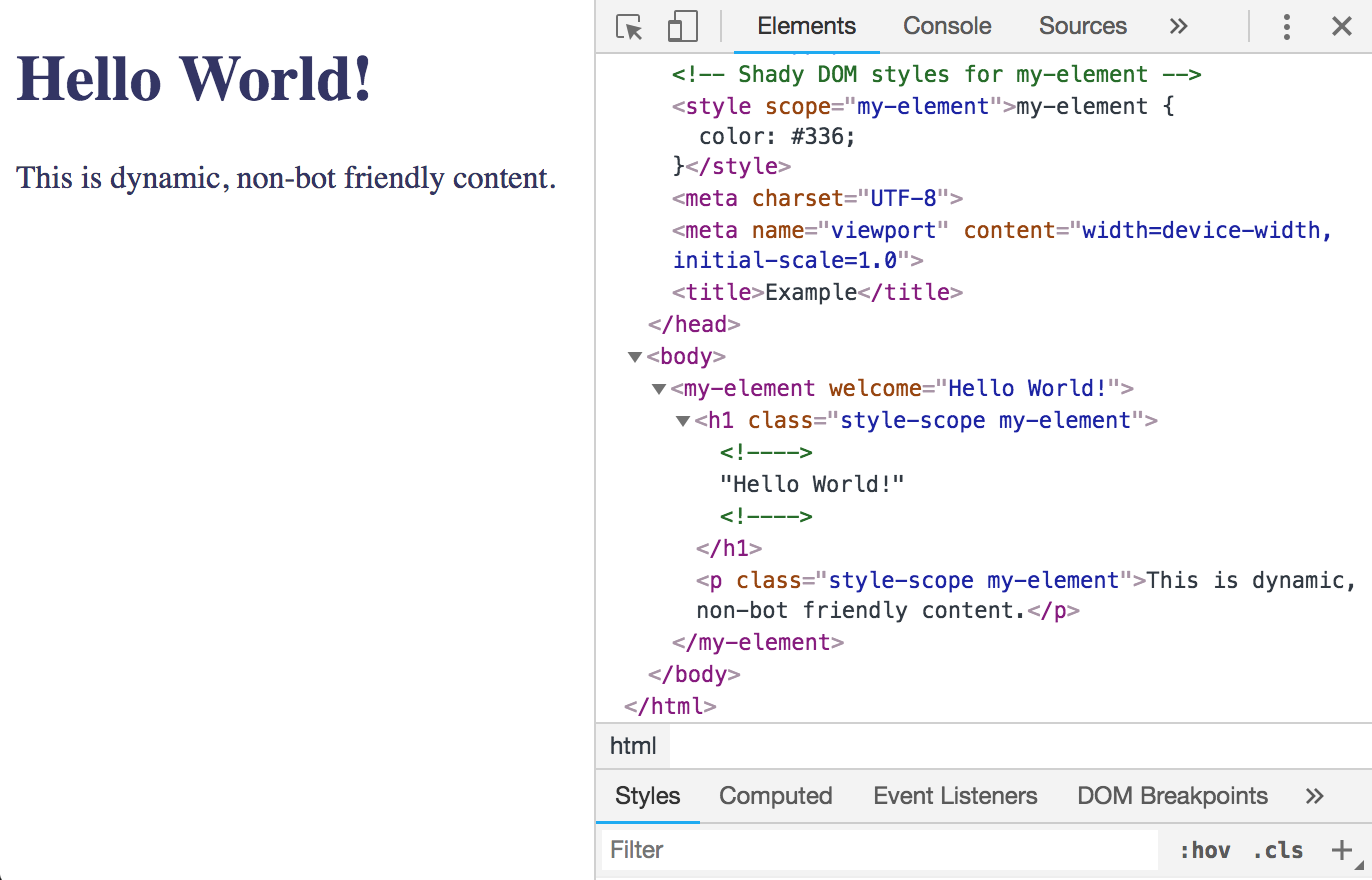 Hello World!
This is dynamic, non-bot friendly content.
Elements Console Sources »
<!-- Shady DOM styles for my-element -->
<style scope="my-element">my-element {
color: #336;
}</style>
<meta charset="UTF-8">
<meta name="viewport" content="width=device-width,
initial-scale=1.0">
<title>Example</title>
</head>
<body>
<my-element welcome="Hello World!">
<h1 class="style-scope my-element">
<!---->
"Hello World!"
<!---->
</h1>
<p class="style-scope my-element">This is dynamic,
non-bot friendly content.</p>
</my-element>
</body>
</html>
html
Styles Computed Event Listeners DOM Breakpoints »
Filter :hov .cls +